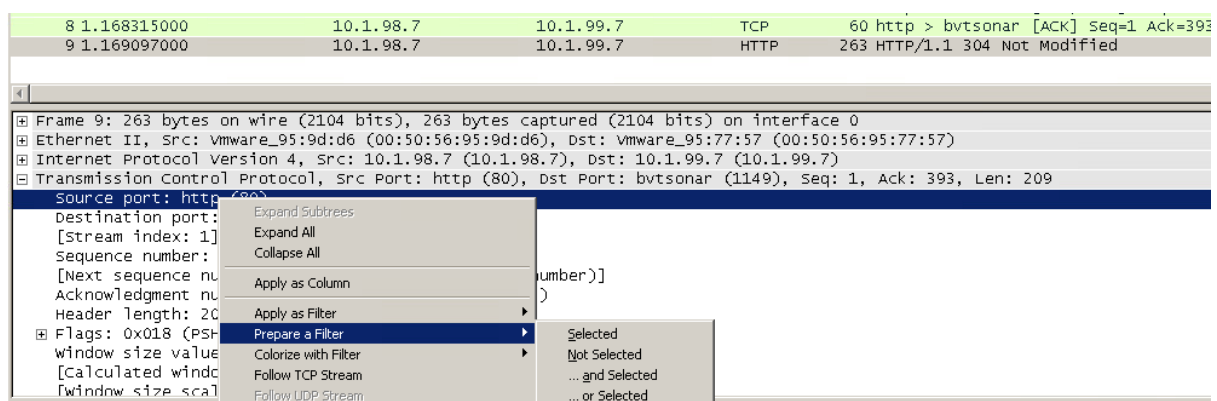 8 1.168315000 10.1.98.7 10.1.99.7 TCP 60 http > bvtsonar [ACK] Seq=1 Ack=393
9 1.169097000 10.1.98.7 10.1.99.7 HTTP 263 HTTP/1.1 304 Not Modified
Frame 9: 263 bytes on wire (2104 bits), 263 bytes captured (2104 bits) on interface 0
Ethernet II, Src: Vmware_95:9d:d6 (00:50:56:95:9d:d6), Dst: Vmware_95:77:57 (00:50:56:95:77:57)
Internet Protocol Version 4, Src: 10.1.98.7 (10.1.98.7), Dst: 10.1.99.7 (10.1.99.7)
Transmission Control Protocol, Src Port: http (80), Dst Port: bvtsonar (1149), Seq: 1, Ack: 393, Len: 209
Source port: http (80)
Destination port:
[Stream index: 1]
Sequence number:
[Next sequence nu umber)]
Acknowledgment nu )
Header length: 20
Flags: 0x018 (PSH
Window size value
[Calculated windo
[Window size scal
Expand Subtrees
Expand All
Collapse All
Apply as Column
Apply as Filter
Prepare a Filter
Colorize with Filter
Follow TCP Stream
Follow UDP Stream
Selected
Not Selected
... and Selected
... or Selected